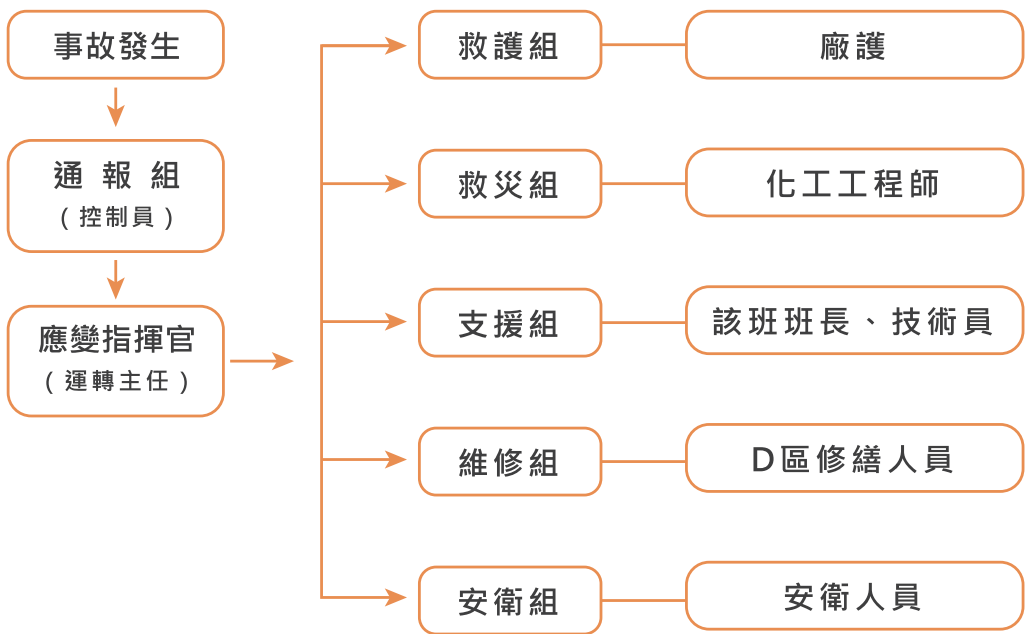 事故發生
通報組
(控制員)
應變指揮官
(運轉主任)
救護組
廠護
救災組
化工工程師
支援組
該班班長、技術員
維修組
D區修繕人員
安衛組
安衛人員